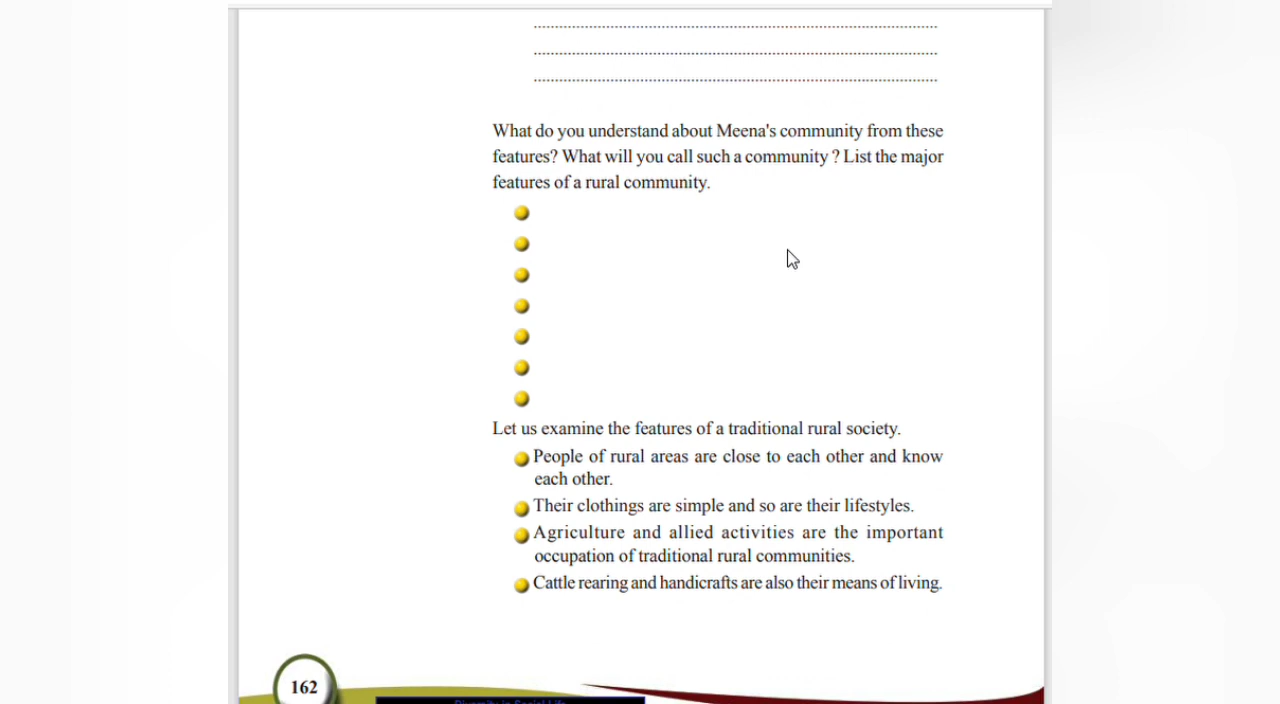 What do you understand about Meena's community from these
features? What will you call such a community ? List the major
features of a rural community.
Let us examine the features of a traditional rural society.
People of rural areas are close to each other and know
each other.
Their clothings are simple and so are their lifestyles.
Agriculture and allied activities are the important
occupation of traditional rural communities.
Cattle rearing and handicrafts are also their means of living.
162
Diversity in Social Life